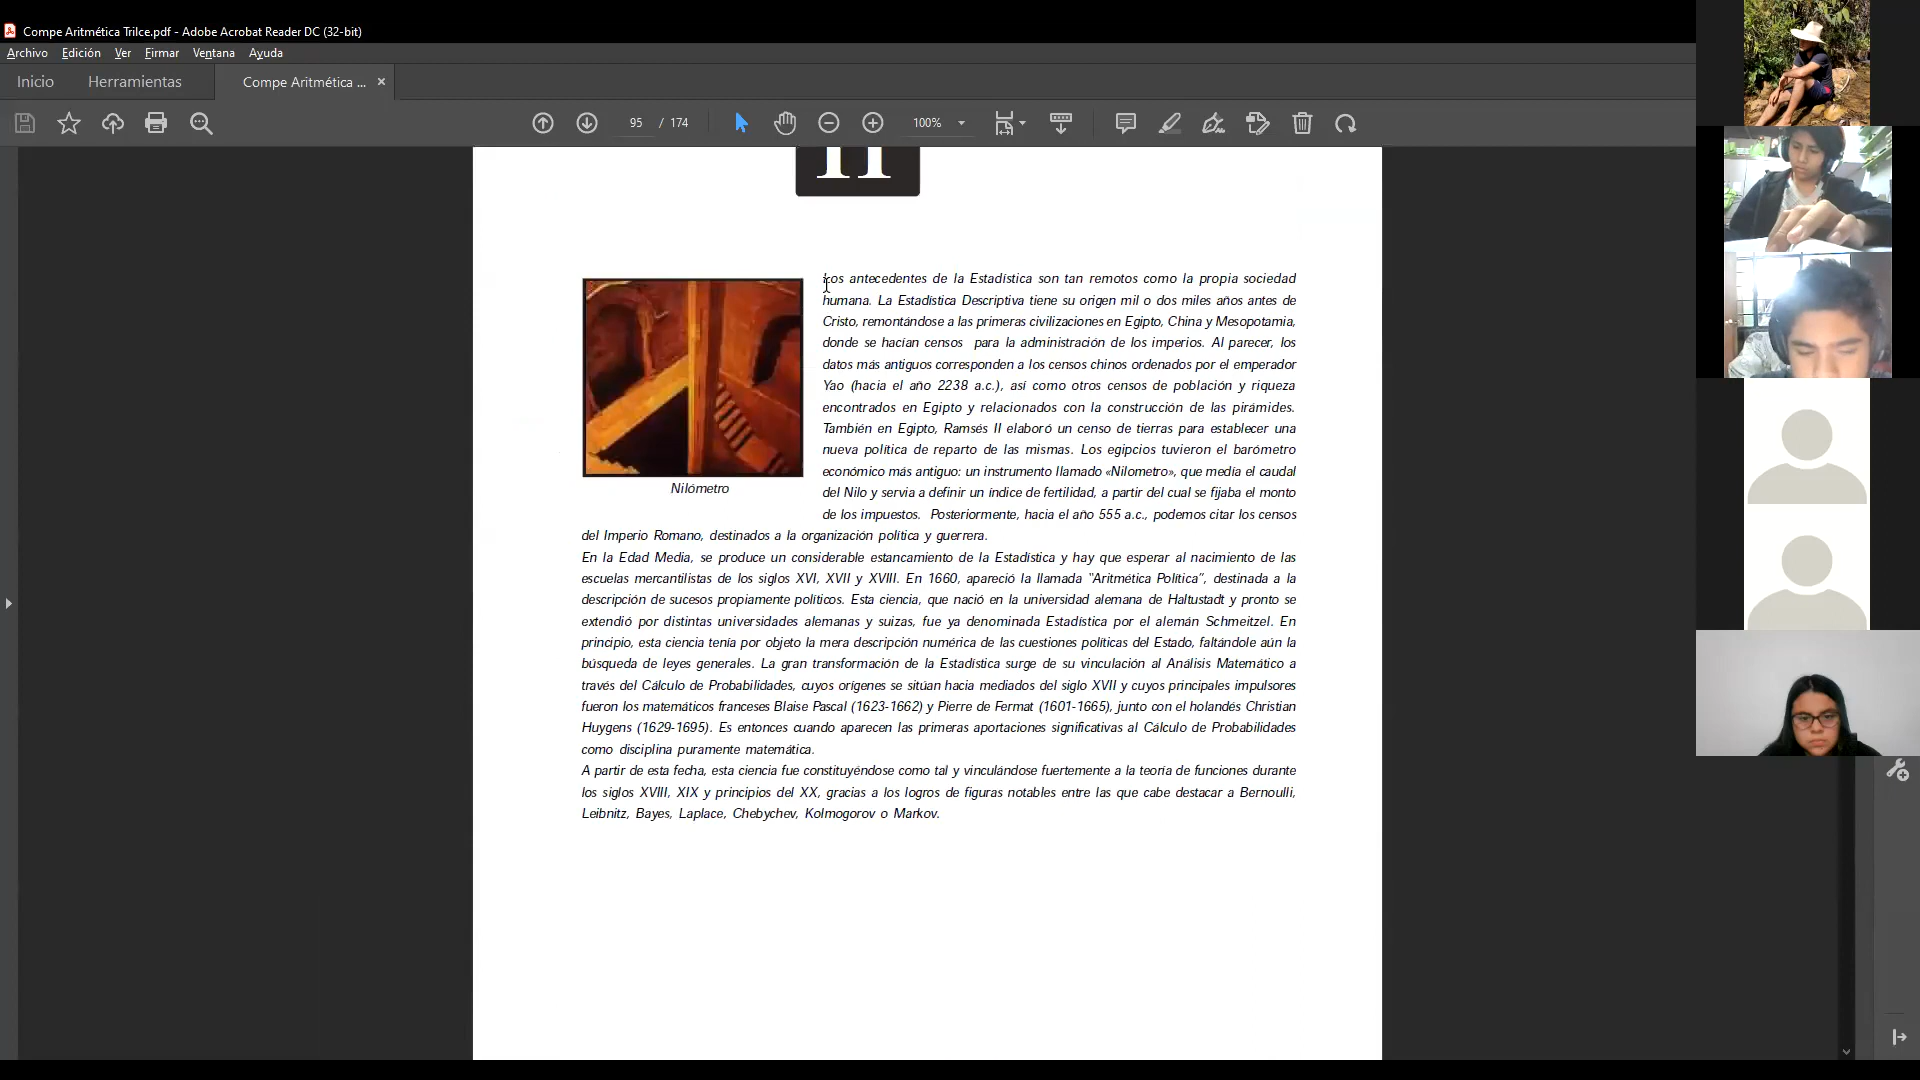 Compe Aritmética Trilce.pdf - Adobe Acrobat Reader DC (32-bit)
Archivo Edición Ver Firmar Ventana Ayuda
Inicio Herramientas Compe Aritmética ... ×
95 / 174 100%
Los antecedentes de la Estadística son tan remotos como la propia sociedad
humana. La Estadística Descriptiva tiene su origen mil o dos miles años antes de
Cristo, remontándose a las primeras civilizaciones en Egipto, China y Mesopotamia,
donde se hacían censos para la administración de los imperios. Al parecer, los
datos más antiguos corresponden a los censos chinos ordenados por el emperador
Yao (hacia el año 2238 a.c.), así como otros censos de población y riqueza
encontrados en Egipto y relacionados con la construcción de las pirámides.
También en Egipto, Ramsés II elaboró un censo de tierras para establecer una
nueva política de reparto de las mismas. Los egipcios tuvieron el barómetro
económico más antiguo: un instrumento llamado «Nilometro», que media el caudal
del Nilo y servia a definir un índice de fertilidad, a partir del cual se fijaba el monto
de los impuestos. Posteriormente, hacia el año 555 a.c., podemos citar los censos
Nilómetro
del Imperio Romano, destinados a la organización política y guerrera.
En la Edad Media, se produce un considerable estancamiento de la Estadística y hay que esperar al nacimiento de las
escuelas mercantilistas de los siglos XVI, XVII y XVIII. En 1660, apareció la llamada "Aritmética Política", destinada a la
descripción de sucesos propiamente políticos. Esta ciencia, que nació en la universidad alemana de Haltustadt y pronto se
extendió por distintas universidades alemanas y suizas, fue ya denominada Estadística por el alemán Schmeitzel. En
principio, esta ciencia tenía por objeto la mera descripción numérica de las cuestiones políticas del Estado, faltándole aún la
búsqueda de leyes generales. La gran transformación de la Estadística surge de su vinculación al Análisis Matemático a
través del Cálculo de Probabilidades, cuyos orígenes se sitúan hacia mediados del siglo XVII y cuyos principales impulsores
fueron los matemáticos franceses Blaise Pascal (1623-1662) y Pierre de Fermat (1601-1665), junto con el holandés Christian
Huygens (1629-1695). Es entonces cuando aparecen las primeras aportaciones significativas al Cálculo de Probabilidades
como disciplina puramente matemática.
A partir de esta fecha, esta ciencia fue constituyéndose como tal y vinculándose fuertemente a la teoría de funciones durante
los siglos XVIII, XIX y principios del XX, gracias a los logros de figuras notables entre las que cabe destacar a Bernoulli,
Leibnitz, Bayes, Laplace, Chebychev, Kolmogorov o Markov.